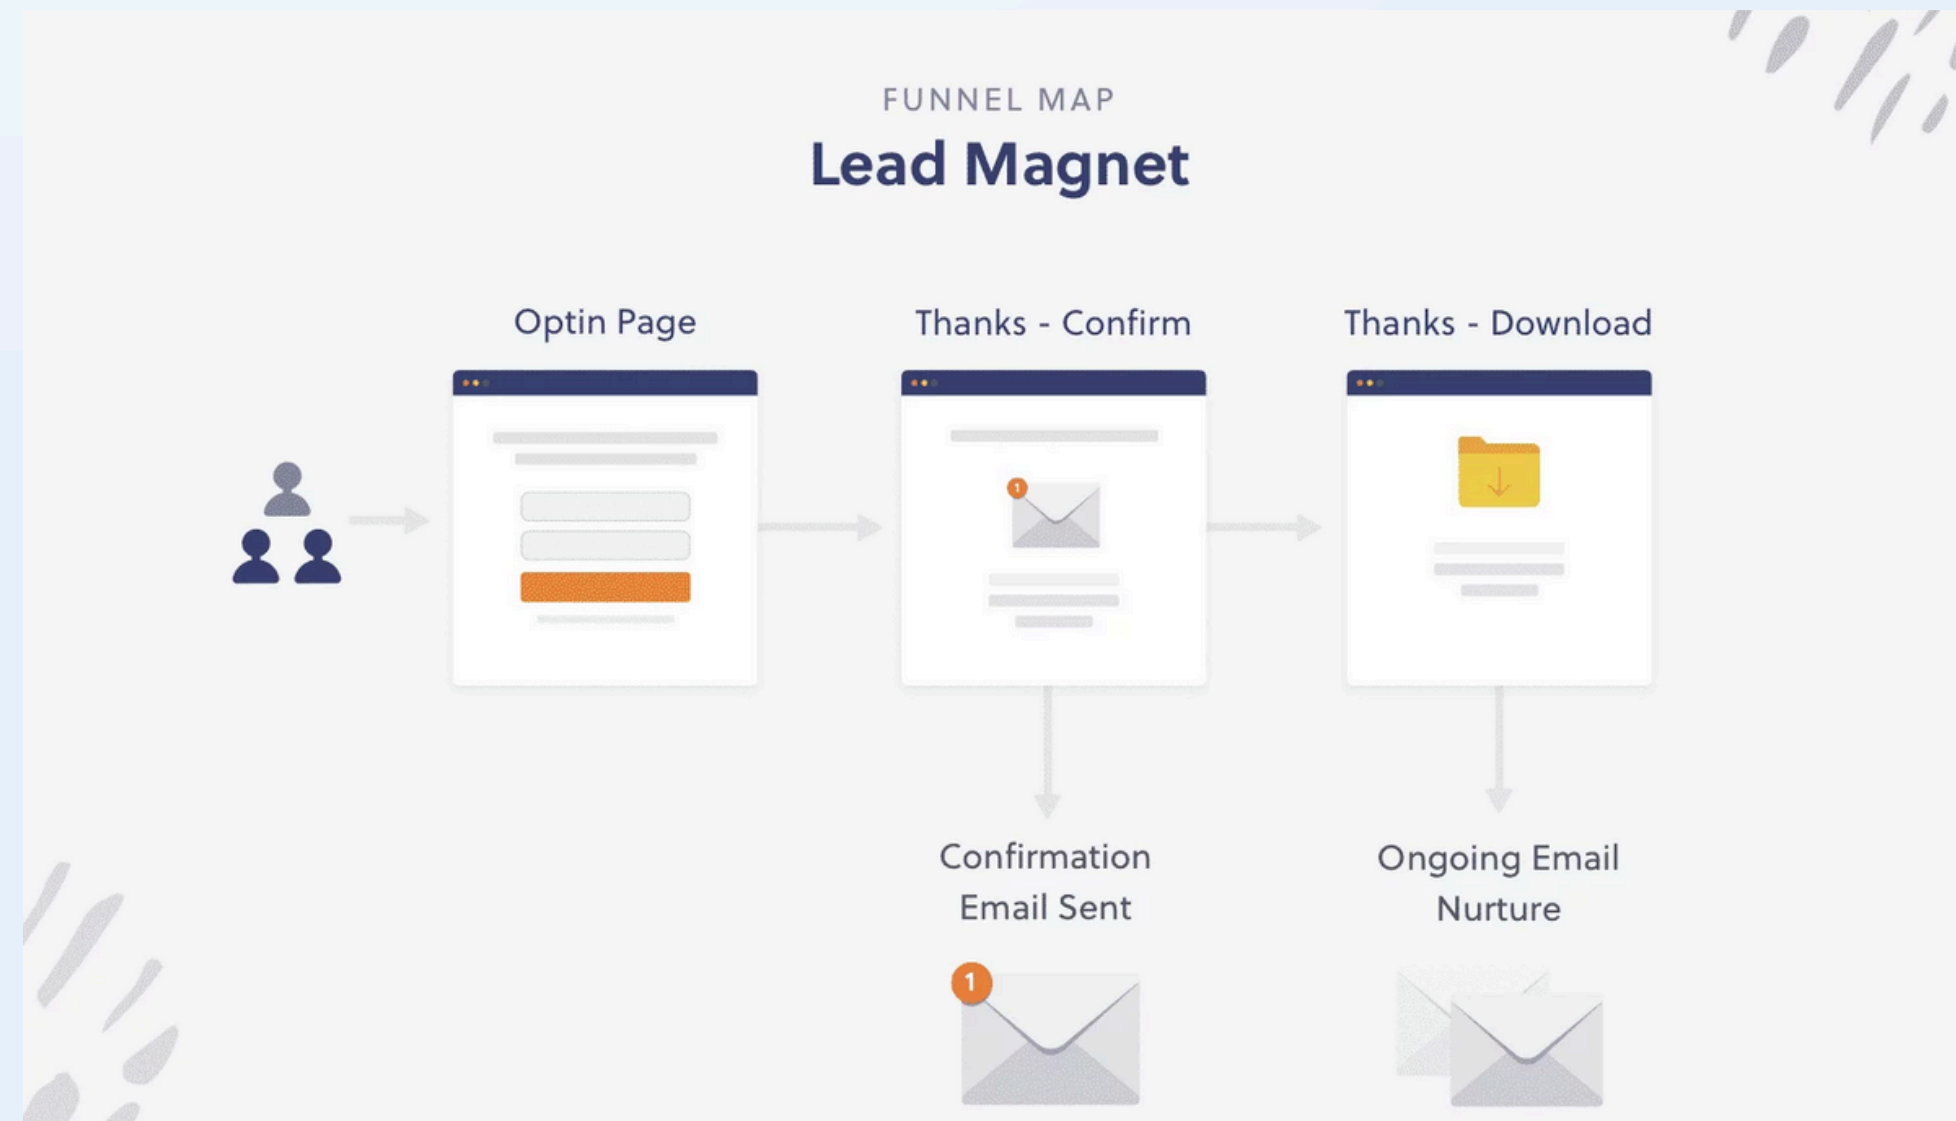 FUNNEL MAP
Lead Magnet
Optin Page
Thanks - Confirm
Thanks - Download
1
Confirmation
Email Sent
Ongoing Email
Nurture
1